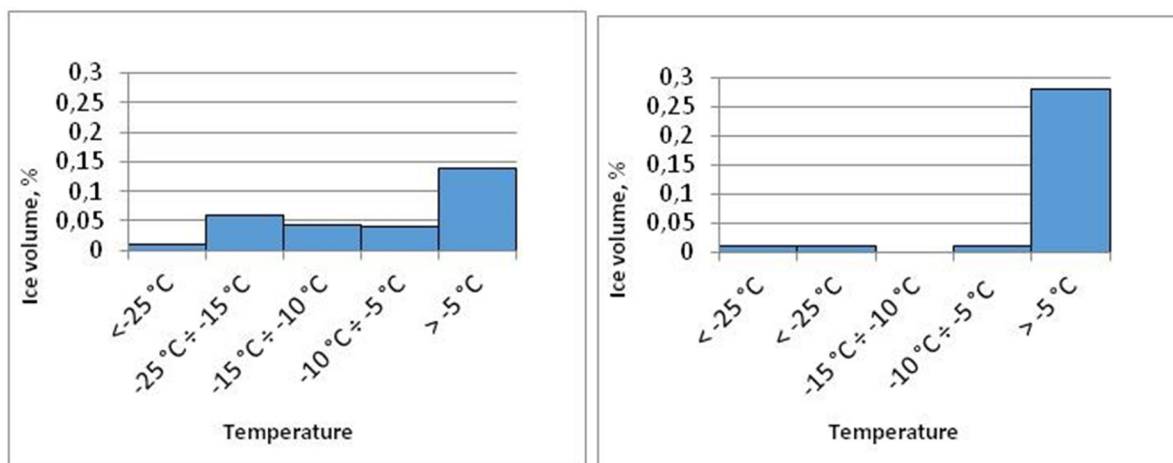 0,3
0,25
0,2
0,15
0,1
0,05
0
Ice volume, %
<-25 °C
-25 °C ÷ -15 °C
-15 °C ÷ -10 °C
-10 °C ÷ -5 °C
> -5 °C
Temperature
0,3
0,25
0,2
0,15
0,1
0,05
0
Ice volume, %
< -25 °C
< -25 °C
-15 °C ÷ -10 °C
-10 °C ÷ -5 °C
> -5 °C
Temperature